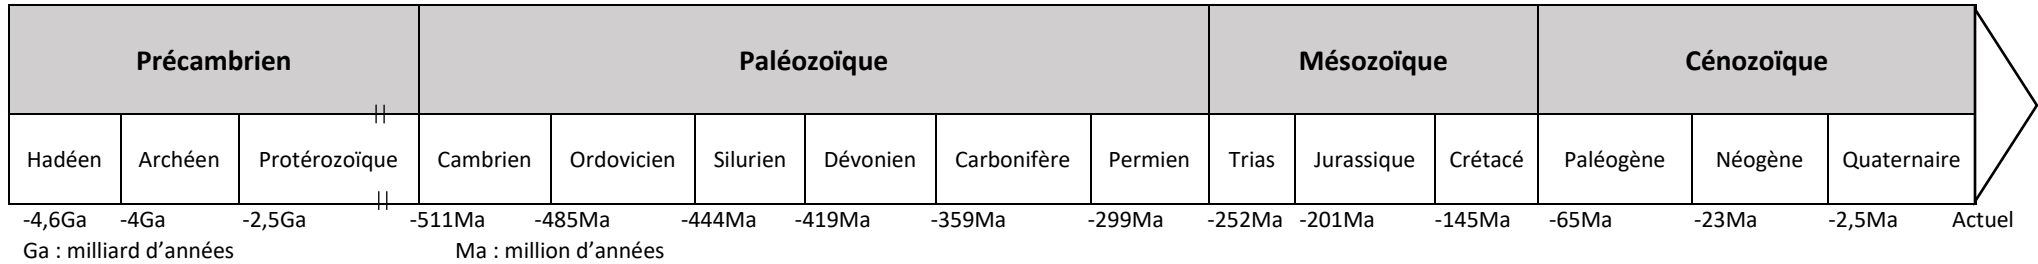 Précambrien Paléozoïque Mésozoïque Cénozoïque
Hadéen Archéen Protérozoïque Cambrien Ordovicien Silurien Dévonien Carbonifère Permien Trias Jurassique Crétacé Paléogène Néogène Quaternaire
-4,6Ga -4Ga -2,5Ga -511Ma -485Ma -444Ma -419Ma -359Ma -299Ma -252Ma -201Ma -145Ma -65Ma -23Ma -2,5Ma Actuel
Ga : milliard d’années Ma : million d’années